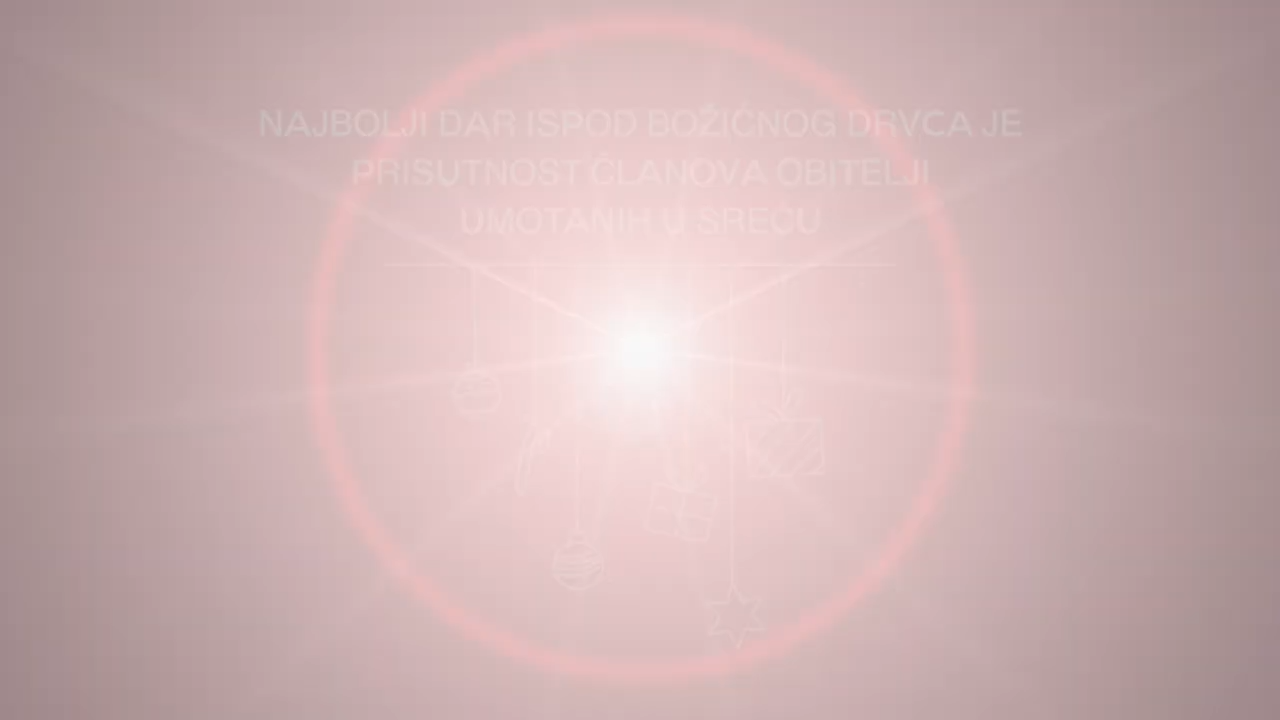 NAJBOLJI DAR ISPOD BOŽIĆNOG DRVCA JE
PRISUTNOST ČLANOVA OBITELJI
UMOTANIH U SREĆU